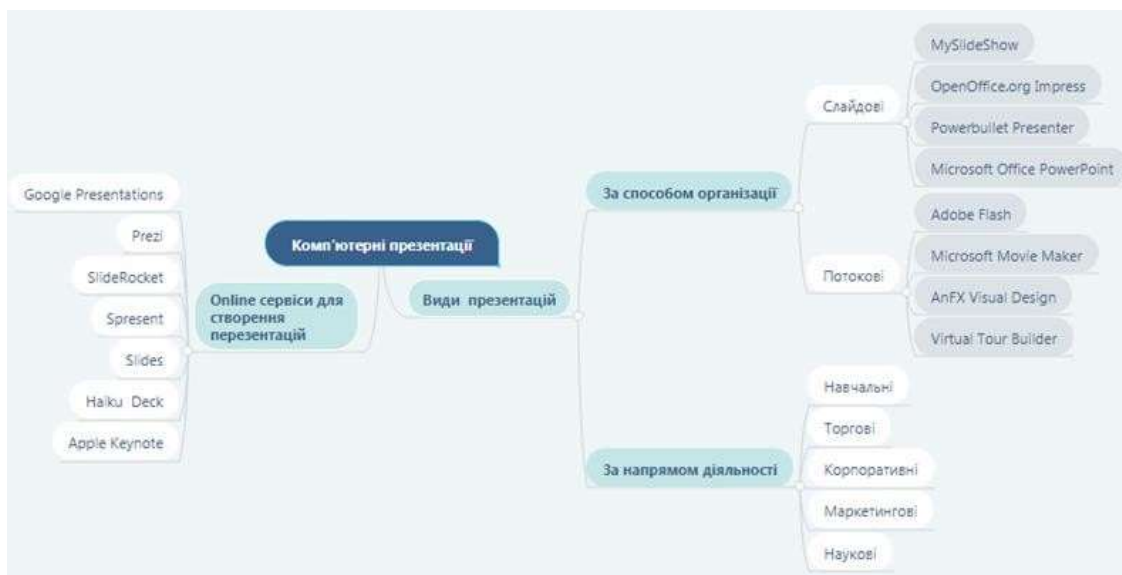 Комп'ютерні презентації
Online сервіси для
створення
перезентацій
Google Presentations
Prezi
SlideRocket
Spresent
Slides
Haiku Deck
Apple Keynote
Види презентацій
За способом організації
Слайдові
MySlideShow
OpenOffice.org Impress
Powerbullet Presenter
Microsoft Office PowerPoint
Потокові
Adobe Flash
Microsoft Movie Maker
AnFX Visual Design
Virtual Tour Builder
За напрямом діяльності
Навчальні
Торгові
Корпоративні
Маркетингові
Наукові